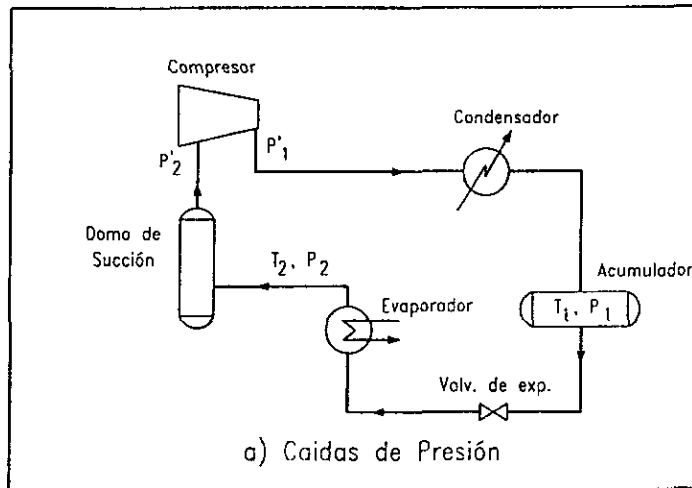 Compresor
Condensador
P'2
P'1
Domo de
Succión
T2, P2
Acumulador
Evaporador
T1, P1
Valv. de exp.
a) Caidas de Presión